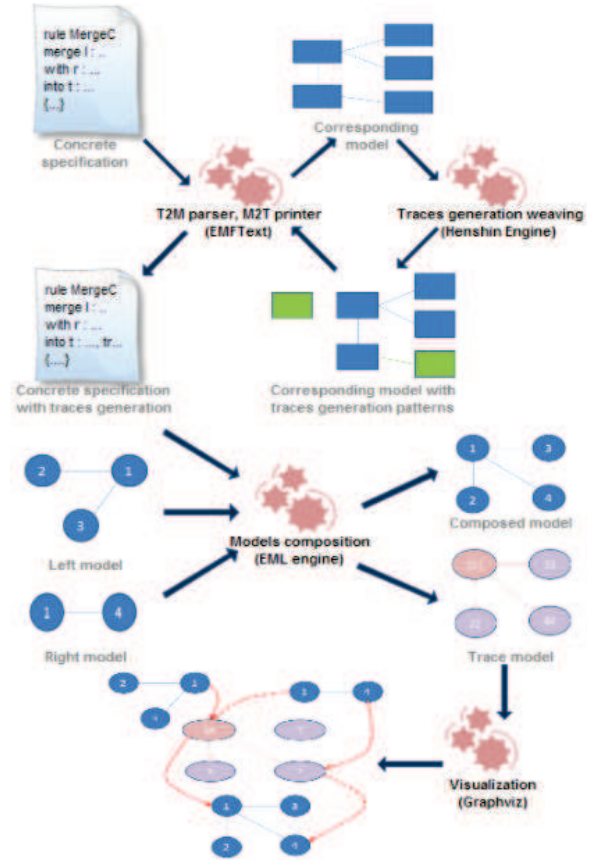 rule MergeC
merge l : ..
with r : ...
into t : ...
{...}
Concrete
specification
Corresponding
model
T2M parser, M2T printer
(EMFText)
Traces generation weaving
(Henshin Engine)
rule MergeC
merge l : ..
with r : ...
into t : ..., tr...
{....}
Concrete specification
with traces generation
Corresponding model with
traces generation patterns
2
1
3
Left model
Models composition
(EML engine)
1
3
2
4
Composed model
1
4
Right model
Trace model
2
1
4
1
4
1
3
2
4
Visualization
(Graphviz)